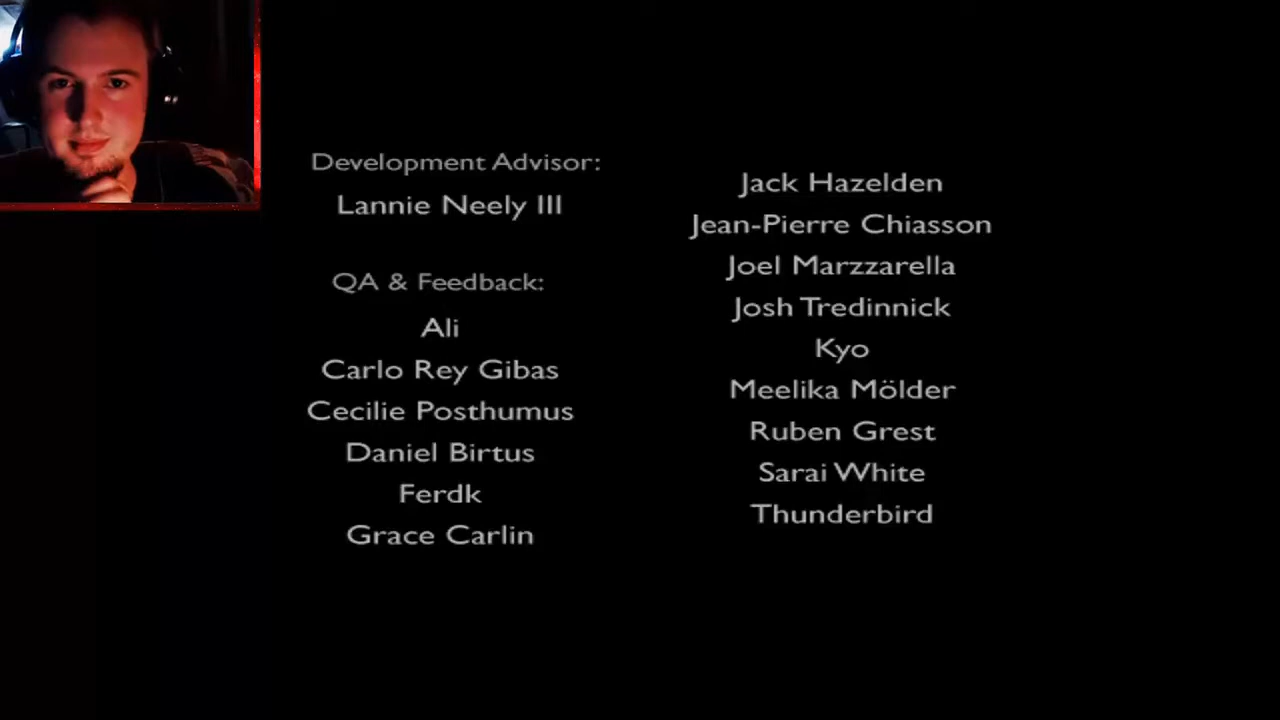 Development Advisor:
Lannie Neely III
QA & Feedback:
Ali
Carlo Rey Gibas
Cecilie Posthumus
Daniel Birtus
Ferdk
Grace Carlin
Jack Hazelden
Jean-Pierre Chiasson
Joel Marzzarella
Josh Tredinnick
Kyo
Meelika Mölder
Ruben Grest
Sarai White
Thunderbird